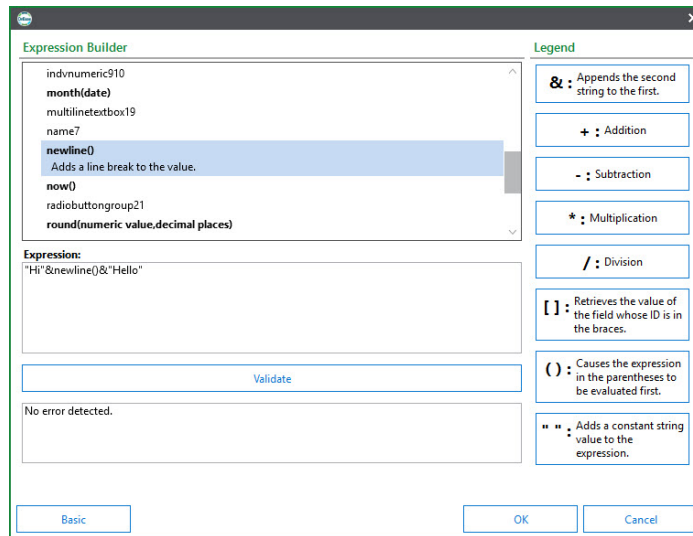 Expression Builder
indvnumeric910
month(date)
multilinetextbox19
name7
newline()
Adds a line break to the value.
now()
radiobuttongroup21
round(numeric value,decimal places)
Expression:
"Hi"&newline()&"Hello"
Validate
No error detected.
Basic
Legend
& : Appends the second
string to the first.
+ : Addition
- : Subtraction
* : Multiplication
/ : Division
[ ] : Retrieves the value of
the field whose ID is in
the braces.
( ) : Causes the expression
in the parentheses to
be evaluated first.
" " : Adds a constant string
value to the
expression.
OK
Cancel